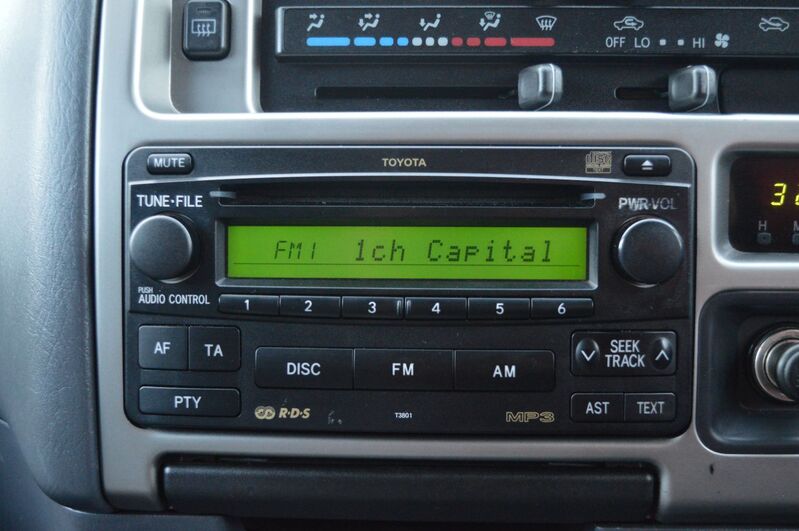 OFF LO HI
MUTE
TOYOTA
TUNE·FILE
PWR·VOL
FM1 1ch Capital
H
PUSH
AUDIO CONTROL
1 2 3 4 5 6
AF TA
DISC FM AM
SEEK
TRACK
PTY
R·D·S
T3801
MP3
AST TEXT